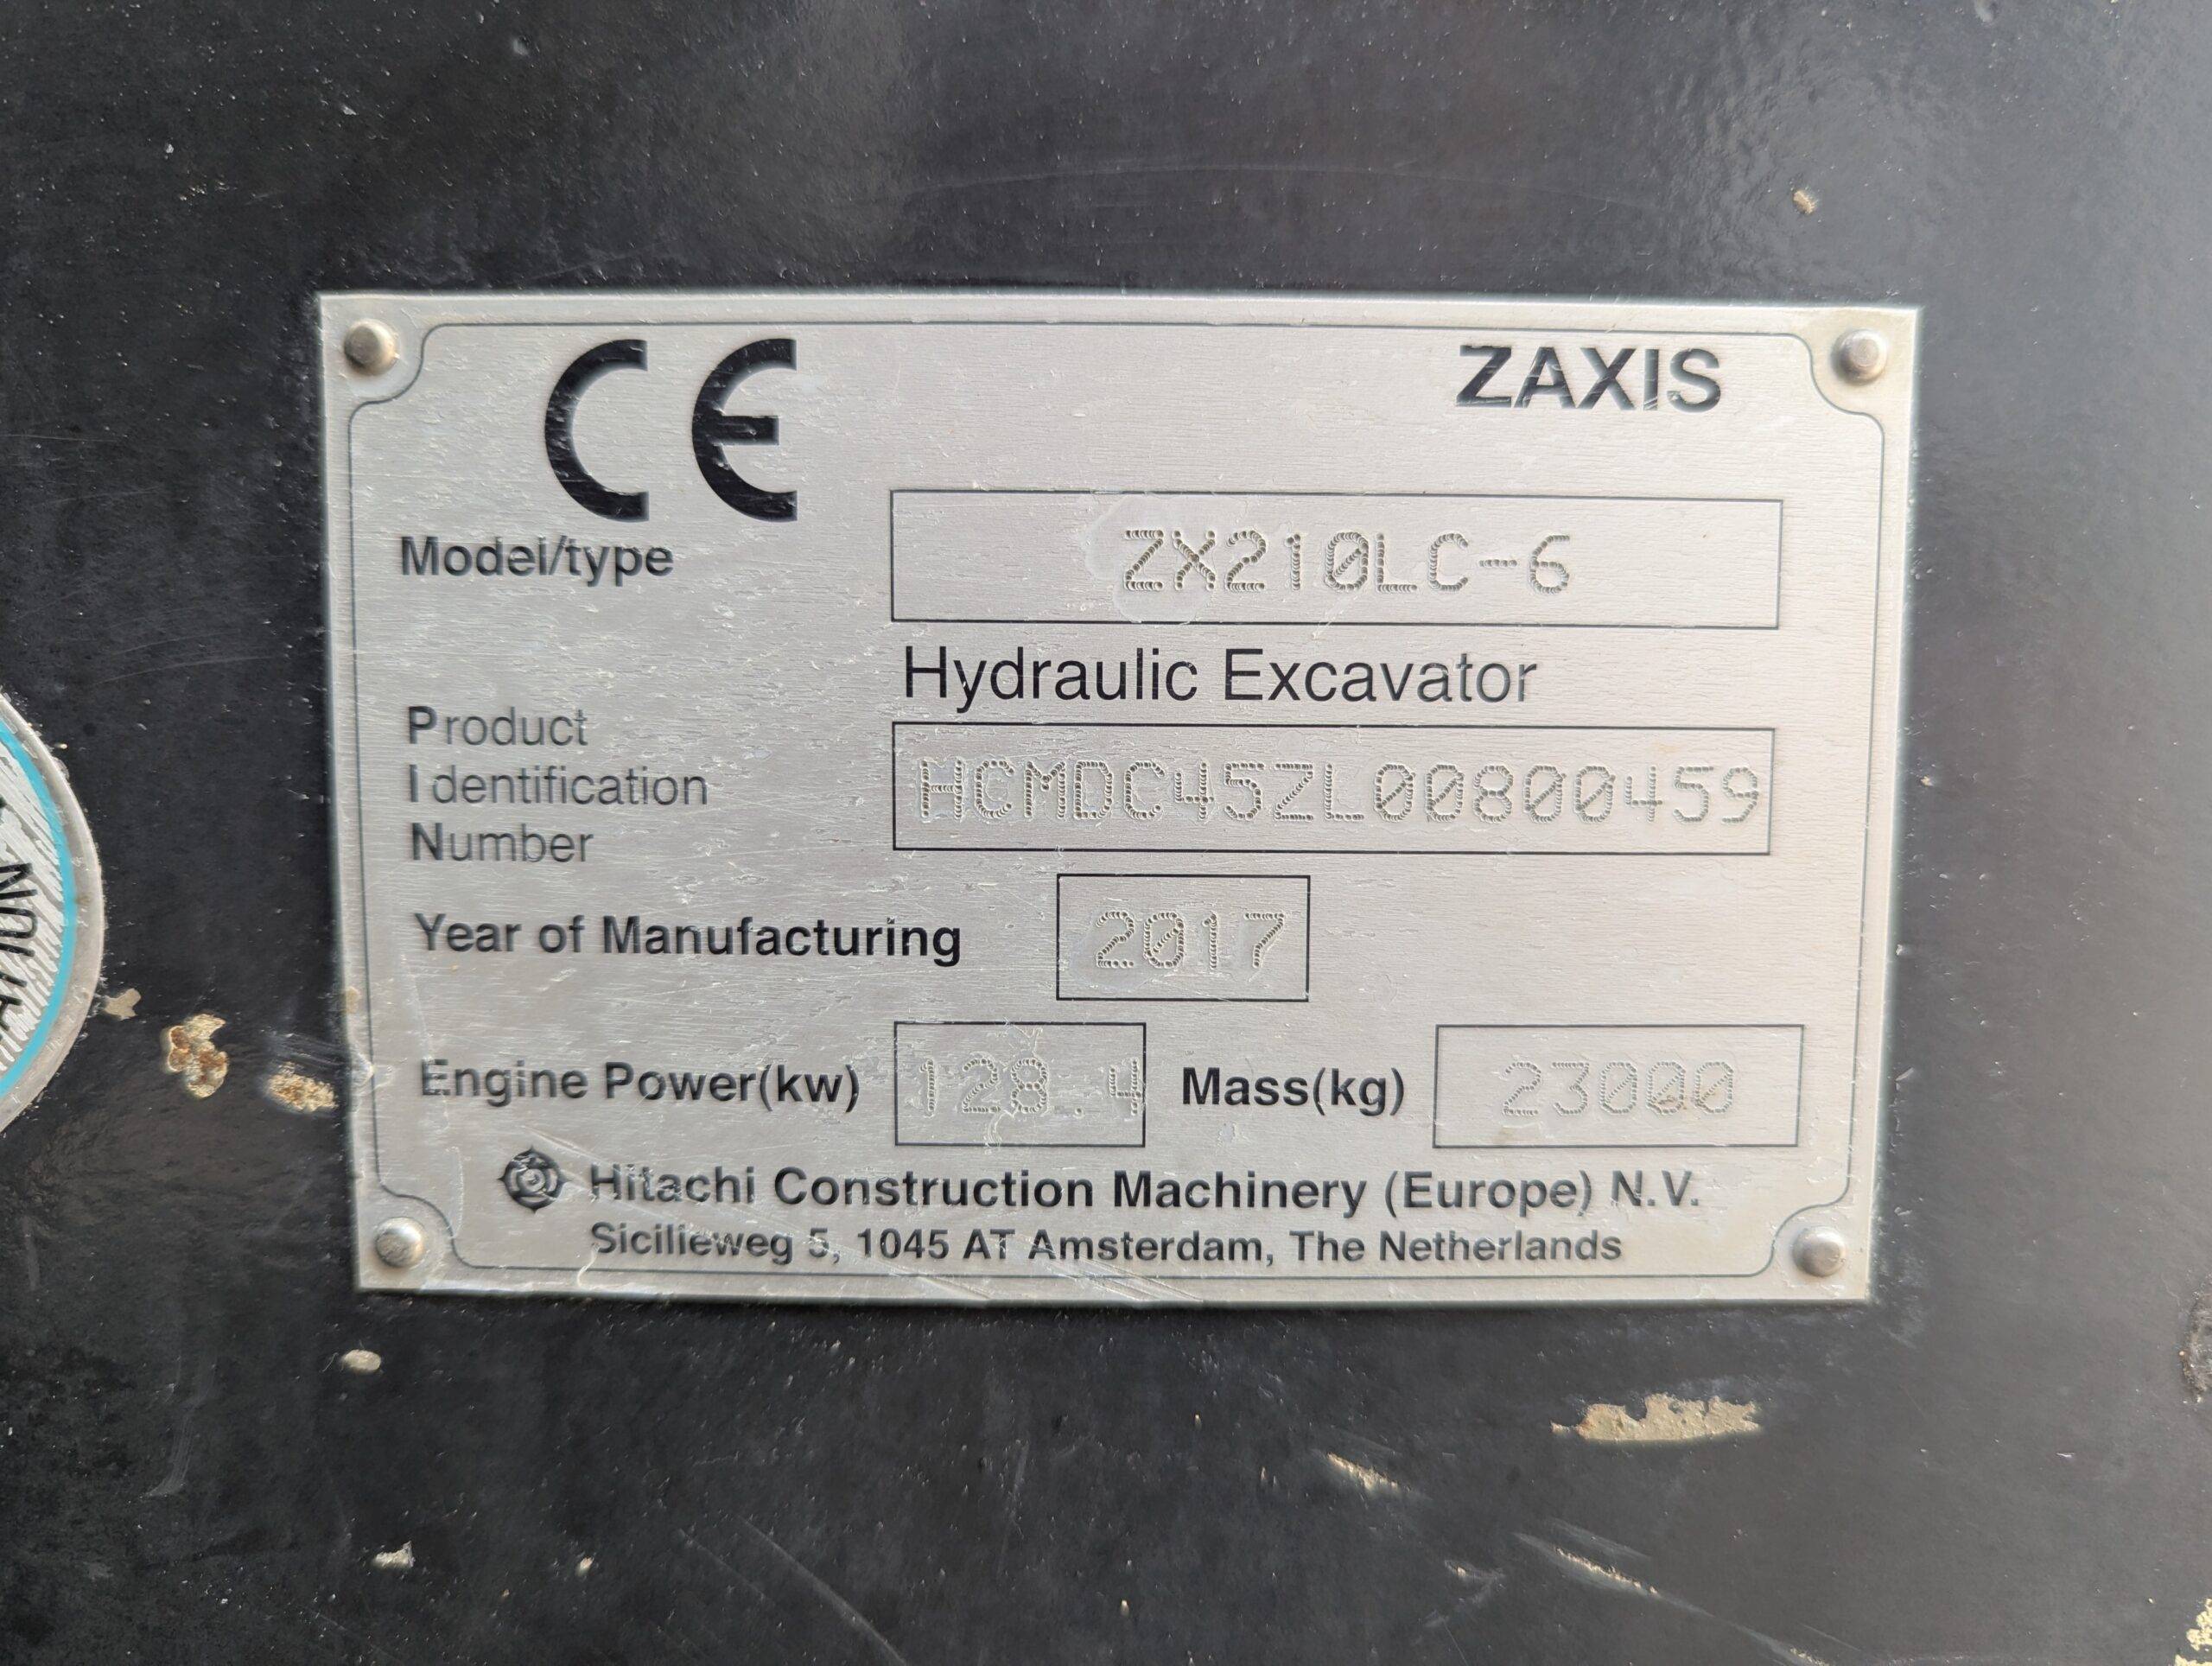 CE
ZAXIS
Model/type ZX210LC-6
Hydraulic Excavator
Product
Identification
Number
HCMDC45ZL00800459
Year of Manufacturing 2017
Engine Power(kw) 128.4 Mass(kg) 23000
Hitachi Construction Machinery (Europe) N.V.
Sicilieweg 5, 1045 AT Amsterdam, The Netherlands